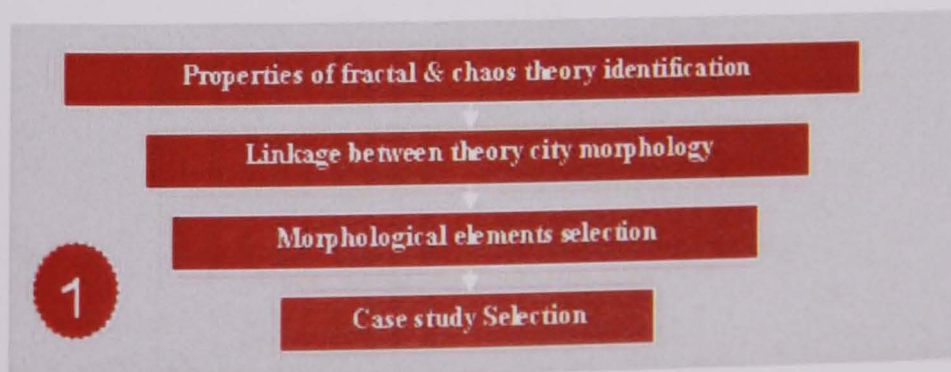 Properties of fractal & chaos theory identification
Linkage between theory city morphology
Morphological elements selection
1
Case study Selection